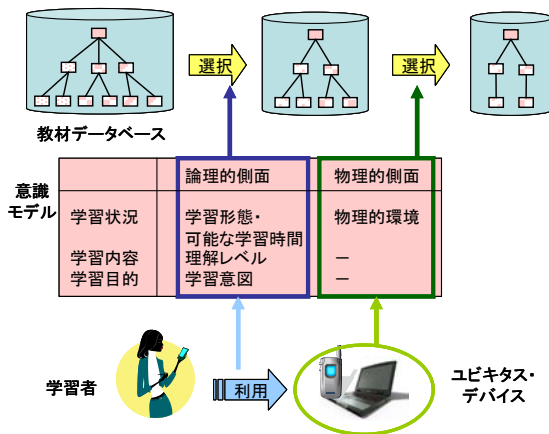 選択
選択
教材データベース
意識
モデル
論理的側面
物理的側面
学習状況
学習形態・
可能な学習時間
物理的環境
学習内容
理解レベル
－
学習目的
学習意図
－
学習者
利用
ユビキタス・
デバイス